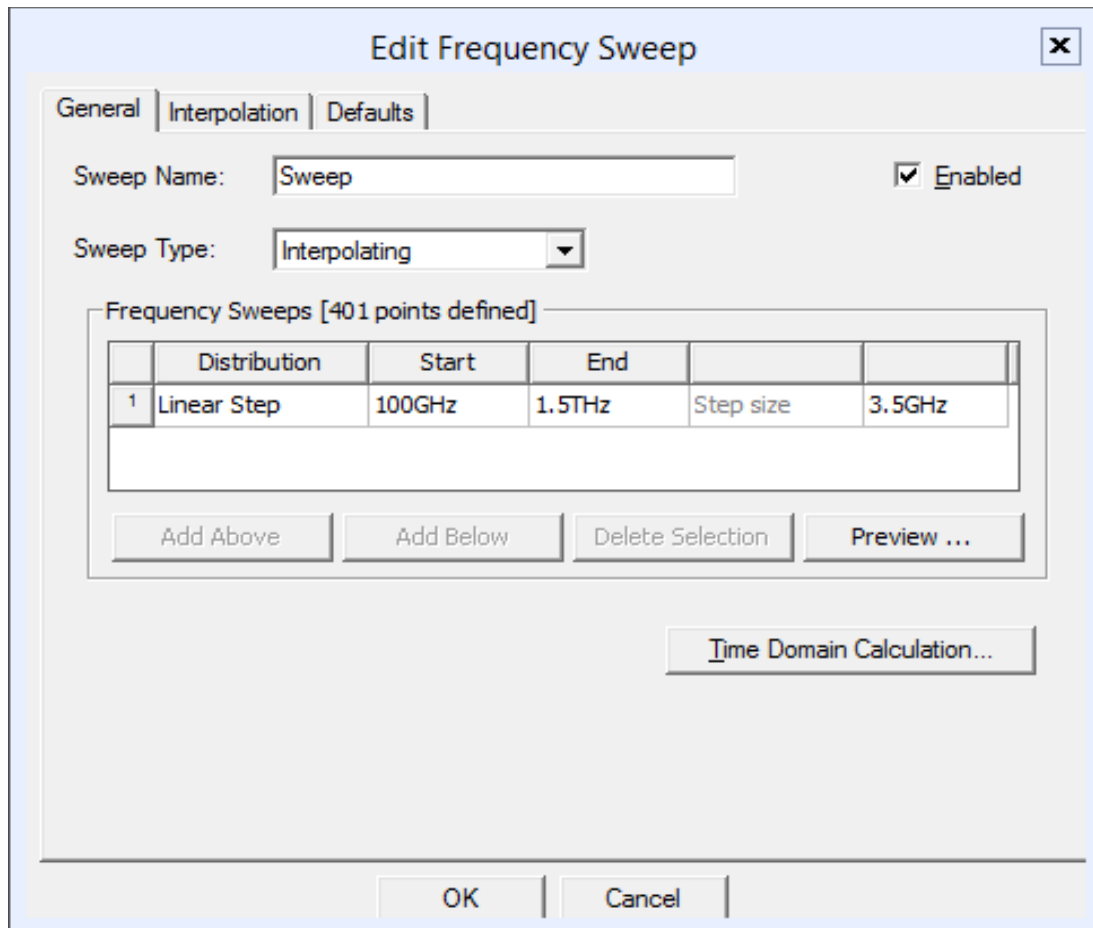 Edit Frequency Sweep
General Interpolation Defaults
Sweep Name: Sweep Enabled
Sweep Type: Interpolating
Frequency Sweeps [401 points defined]
Distribution Start End
1 Linear Step 100GHz 1.5THz Step size 3.5GHz
Add Above Add Below Delete Selection Preview ...
Time Domain Calculation...
OK Cancel